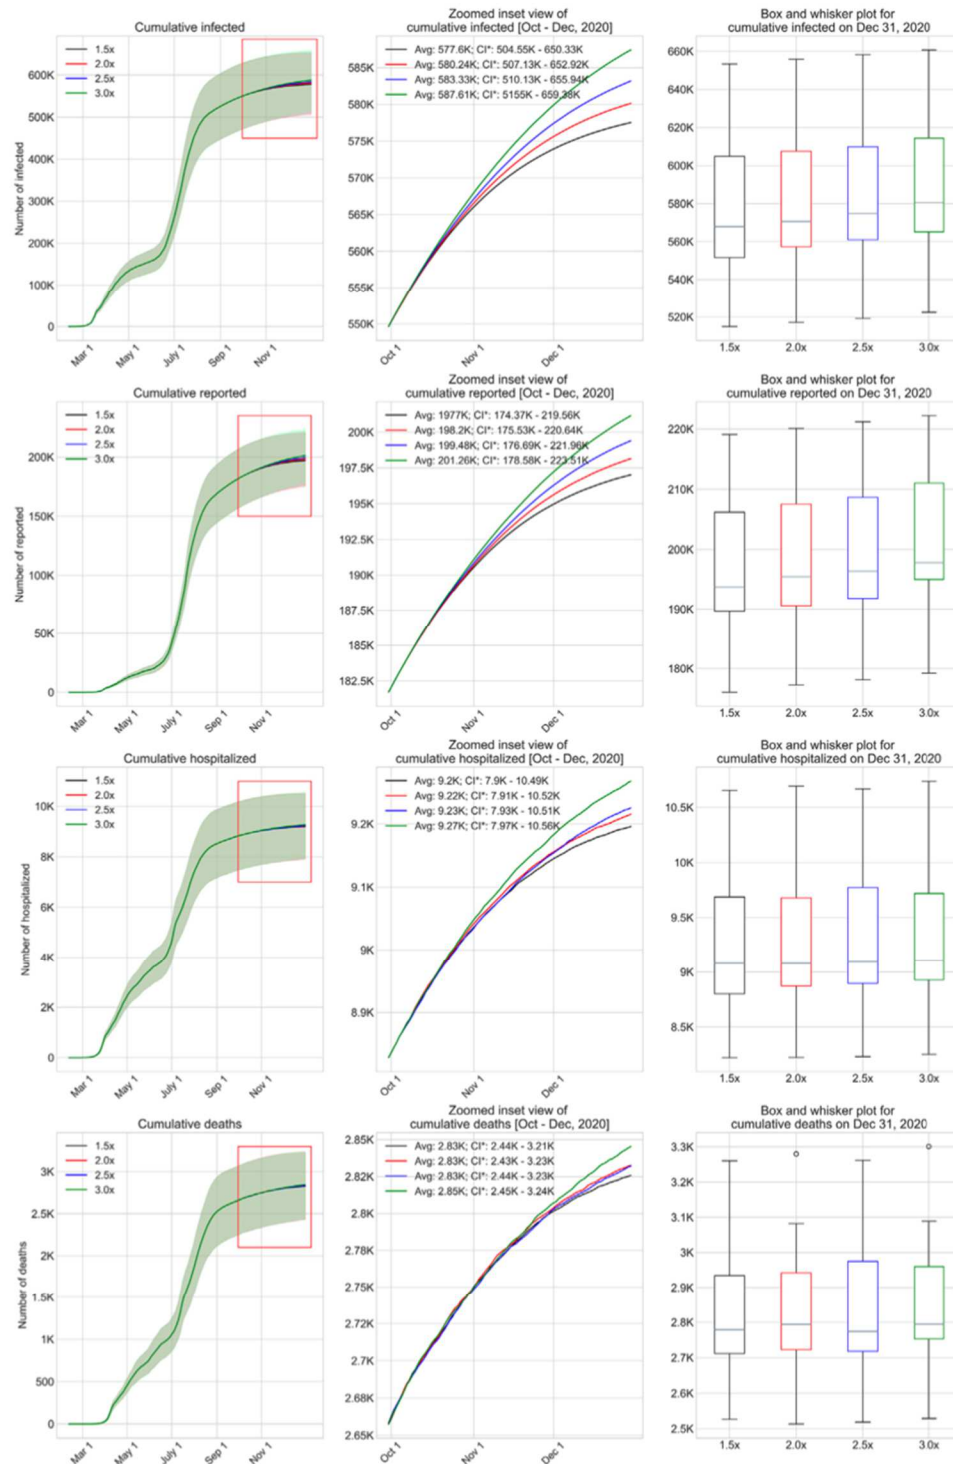 Cumulative infected
1.5x
2.0x
2.5x
3.0x
600K
500K
400K
300K
200K
100K
0
Number of infected
Mar 1
May 1
July 1
Sep 1
Nov 1
Zoomed inset view of
cumulative infected [Oct - Dec, 2020]
Avg: 577.6K; CI*: 504.55K - 650.33K
Avg: 580.24K; CI*: 507.13K - 652.92K
Avg: 583.33K; CI*: 510.13K - 655.94K
Avg: 587.61K; CI*: 5155K - 659.38K
585K
580K
575K
570K
565K
560K
555K
550K
Oct 1
Nov 1
Dec 1
Box and whisker plot for
cumulative infected on Dec 31, 2020
660K
640K
620K
600K
580K
560K
540K
520K
1.5x
2.0x
2.5x
3.0x
Cumulative reported
1.5x
2.0x
2.5x
3.0x
200K
150K
100K
50K
0
Number of reported
Mar 1
May 1
July 1
Sep 1
Nov 1
Zoomed inset view of
cumulative reported [Oct - Dec, 2020]
Avg: 1977K; CI*: 174.37K - 219.56K
Avg: 198.2K; CI*: 175.53K - 220.64K
Avg: 199.48K; CI*: 176.69K - 221.96K
Avg: 201.26K; CI*: 178.58K - 223.51K
200K
197.5K
195K
192.5K
190K
187.5K
185K
182.5K
Oct 1
Nov 1
Dec 1
Box and whisker plot for
cumulative reported on Dec 31, 2020
220K
210K
200K
190K
180K
1.5x
2.0x
2.5x
3.0x
Cumulative hospitalized
1.5x
2.0x
2.5x
3.0x
10K
8K
6K
4K
2K
0
Number of hospitalized
Mar 1
May 1
July 1
Sep 1
Nov 1
Zoomed inset view of
cumulative hospitalized [Oct - Dec, 2020]
Avg: 9.2K; CI*: 7.9K - 10.49K
Avg: 9.22K; CI*: 7.91K - 10.52K
Avg: 9.23K; CI*: 7.93K - 10.51K
Avg: 9.27K; CI*: 7.97K - 10.56K
9.2K
9.1K
9K
8.9K
Oct 1
Nov 1
Dec 1
Box and whisker plot for
cumulative hospitalized on Dec 31, 2020
10.5K
10K
9.5K
9K
8.5K
1.5x
2.0x
2.5x
3.0x
Cumulative deaths
1.5x
2.0x
2.5x
3.0x
3K
2.5K
2K
1.5K
1K
500
0
Number of deaths
Mar 1
May 1
July 1
Sep 1
Nov 1
Zoomed inset view of
cumulative deaths [Oct - Dec, 2020]
Avg: 2.83K; CI*: 2.44K - 3.21K
Avg: 2.83K; CI*: 2.43K - 3.23K
Avg: 2.83K; CI*: 2.44K - 3.23K
Avg: 2.85K; CI*: 2.45K - 3.24K
2.85K
2.82K
2.8K
2.78K
2.75K
2.72K
2.7K
2.68K
2.65K
Oct 1
Nov 1
Dec 1
Box and whisker plot for
cumulative deaths on Dec 31, 2020
3.3K
3.2K
3.1K
3K
2.9K
2.8K
2.7K
2.6K
2.5K
1.5x
2.0x
2.5x
3.0x